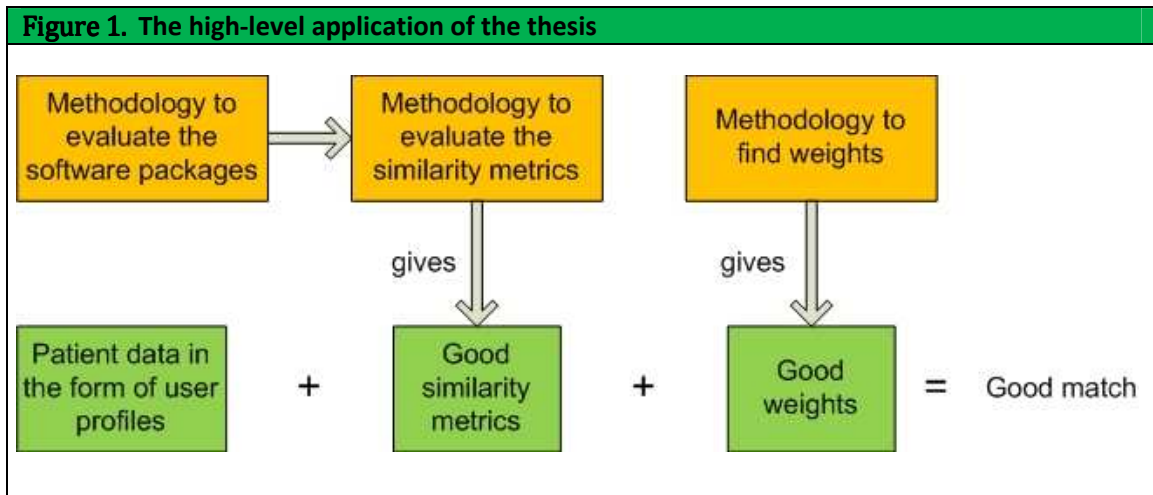 Figure 1. The high-level application of the thesis
Methodology to
evaluate the
software packages
Methodology to
evaluate the
similarity metrics
Methodology to
find weights
gives
gives
Patient data in
the form of user
profiles
+
Good
similarity
metrics
+
Good
weights
=
Good match